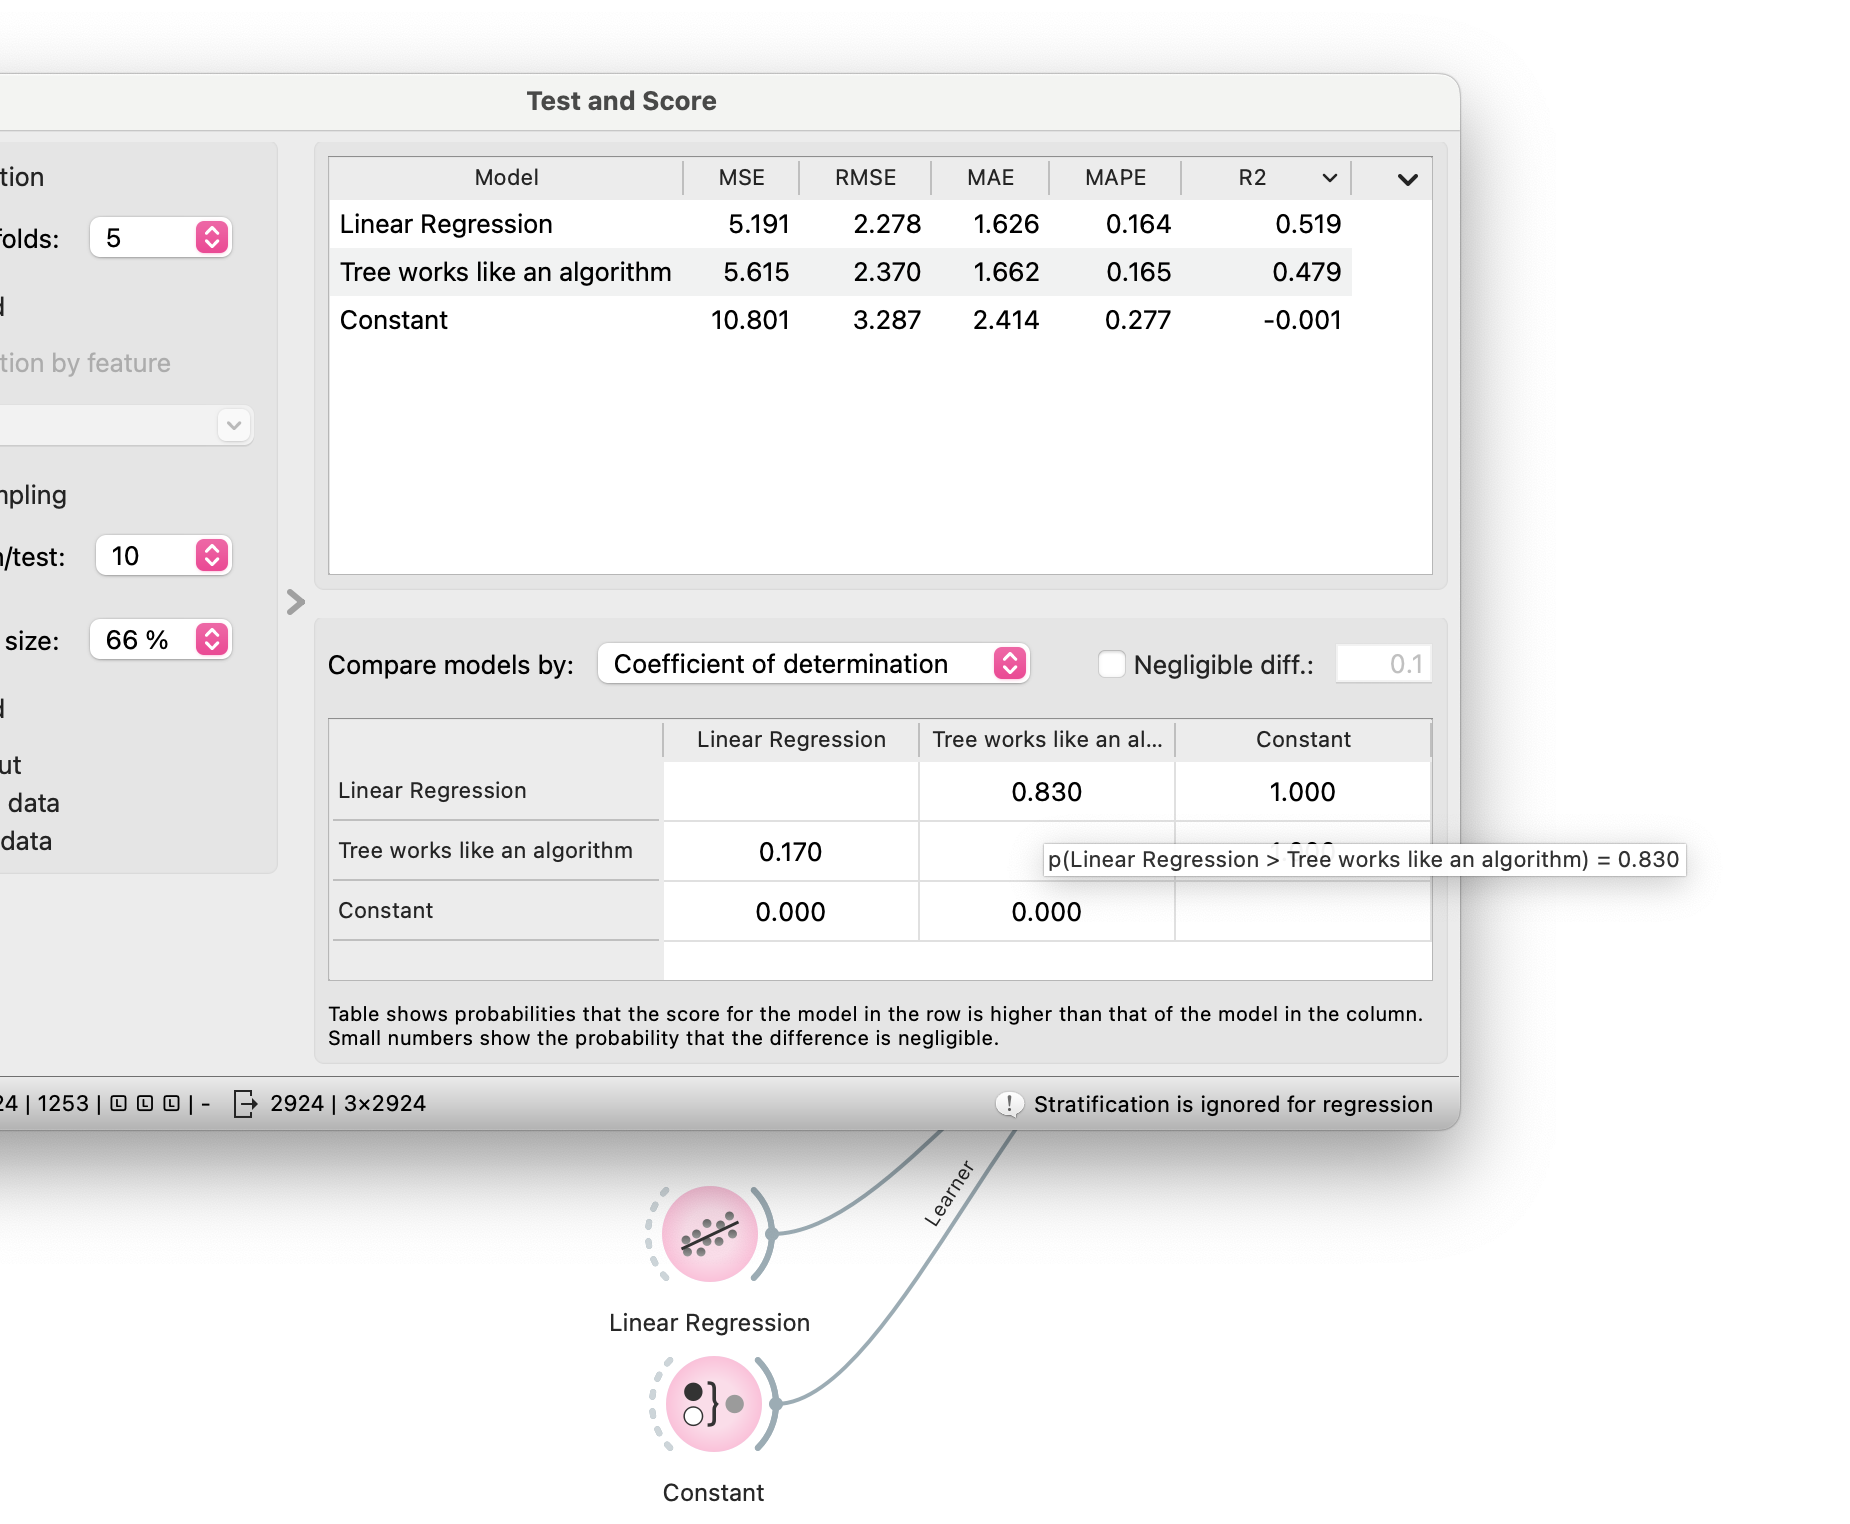 Test and Score
tion
folds: 5
d
tion by feature
mpling
n/test: 10
size: 66 %
d
ut
data
data
Model MSE RMSE MAE MAPE R2
Linear Regression 5.191 2.278 1.626 0.164 0.519
Tree works like an algorithm 5.615 2.370 1.662 0.165 0.479
Constant 10.801 3.287 2.414 0.277 -0.001
Compare models by: Coefficient of determination Negligible diff.: 0.1
Linear Regression Tree works like an al... Constant
Linear Regression 0.830 1.000
Tree works like an algorithm 0.170
p(Linear Regression > Tree works like an algorithm) = 0.830
Constant 0.000 0.000
Table shows probabilities that the score for the model in the row is higher than that of the model in the column.
Small numbers show the probability that the difference is negligible.
24 | 1253 | L L L | - 2924 | 3×2924 Stratification is ignored for regression
Learner
Linear Regression
Constant